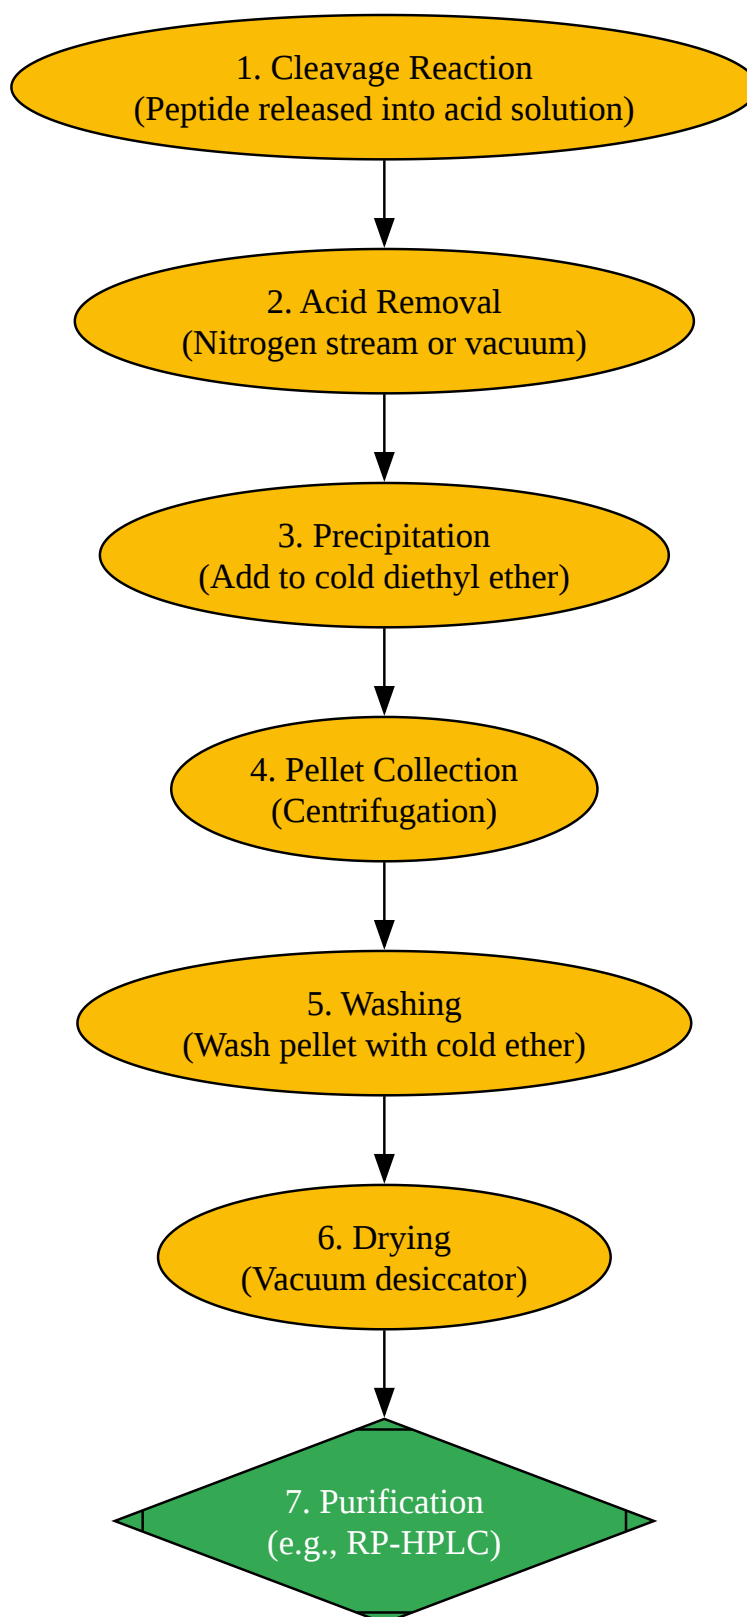 1. Cleavage Reaction
(Peptide released into acid solution)
2. Acid Removal
(Nitrogen stream or vacuum)
3. Precipitation
(Add to cold diethyl ether)
4. Pellet Collection
(Centrifugation)
5. Washing
(Wash pellet with cold ether)
6. Drying
(Vacuum desiccator)
7. Purification
(e.g., RP-HPLC)